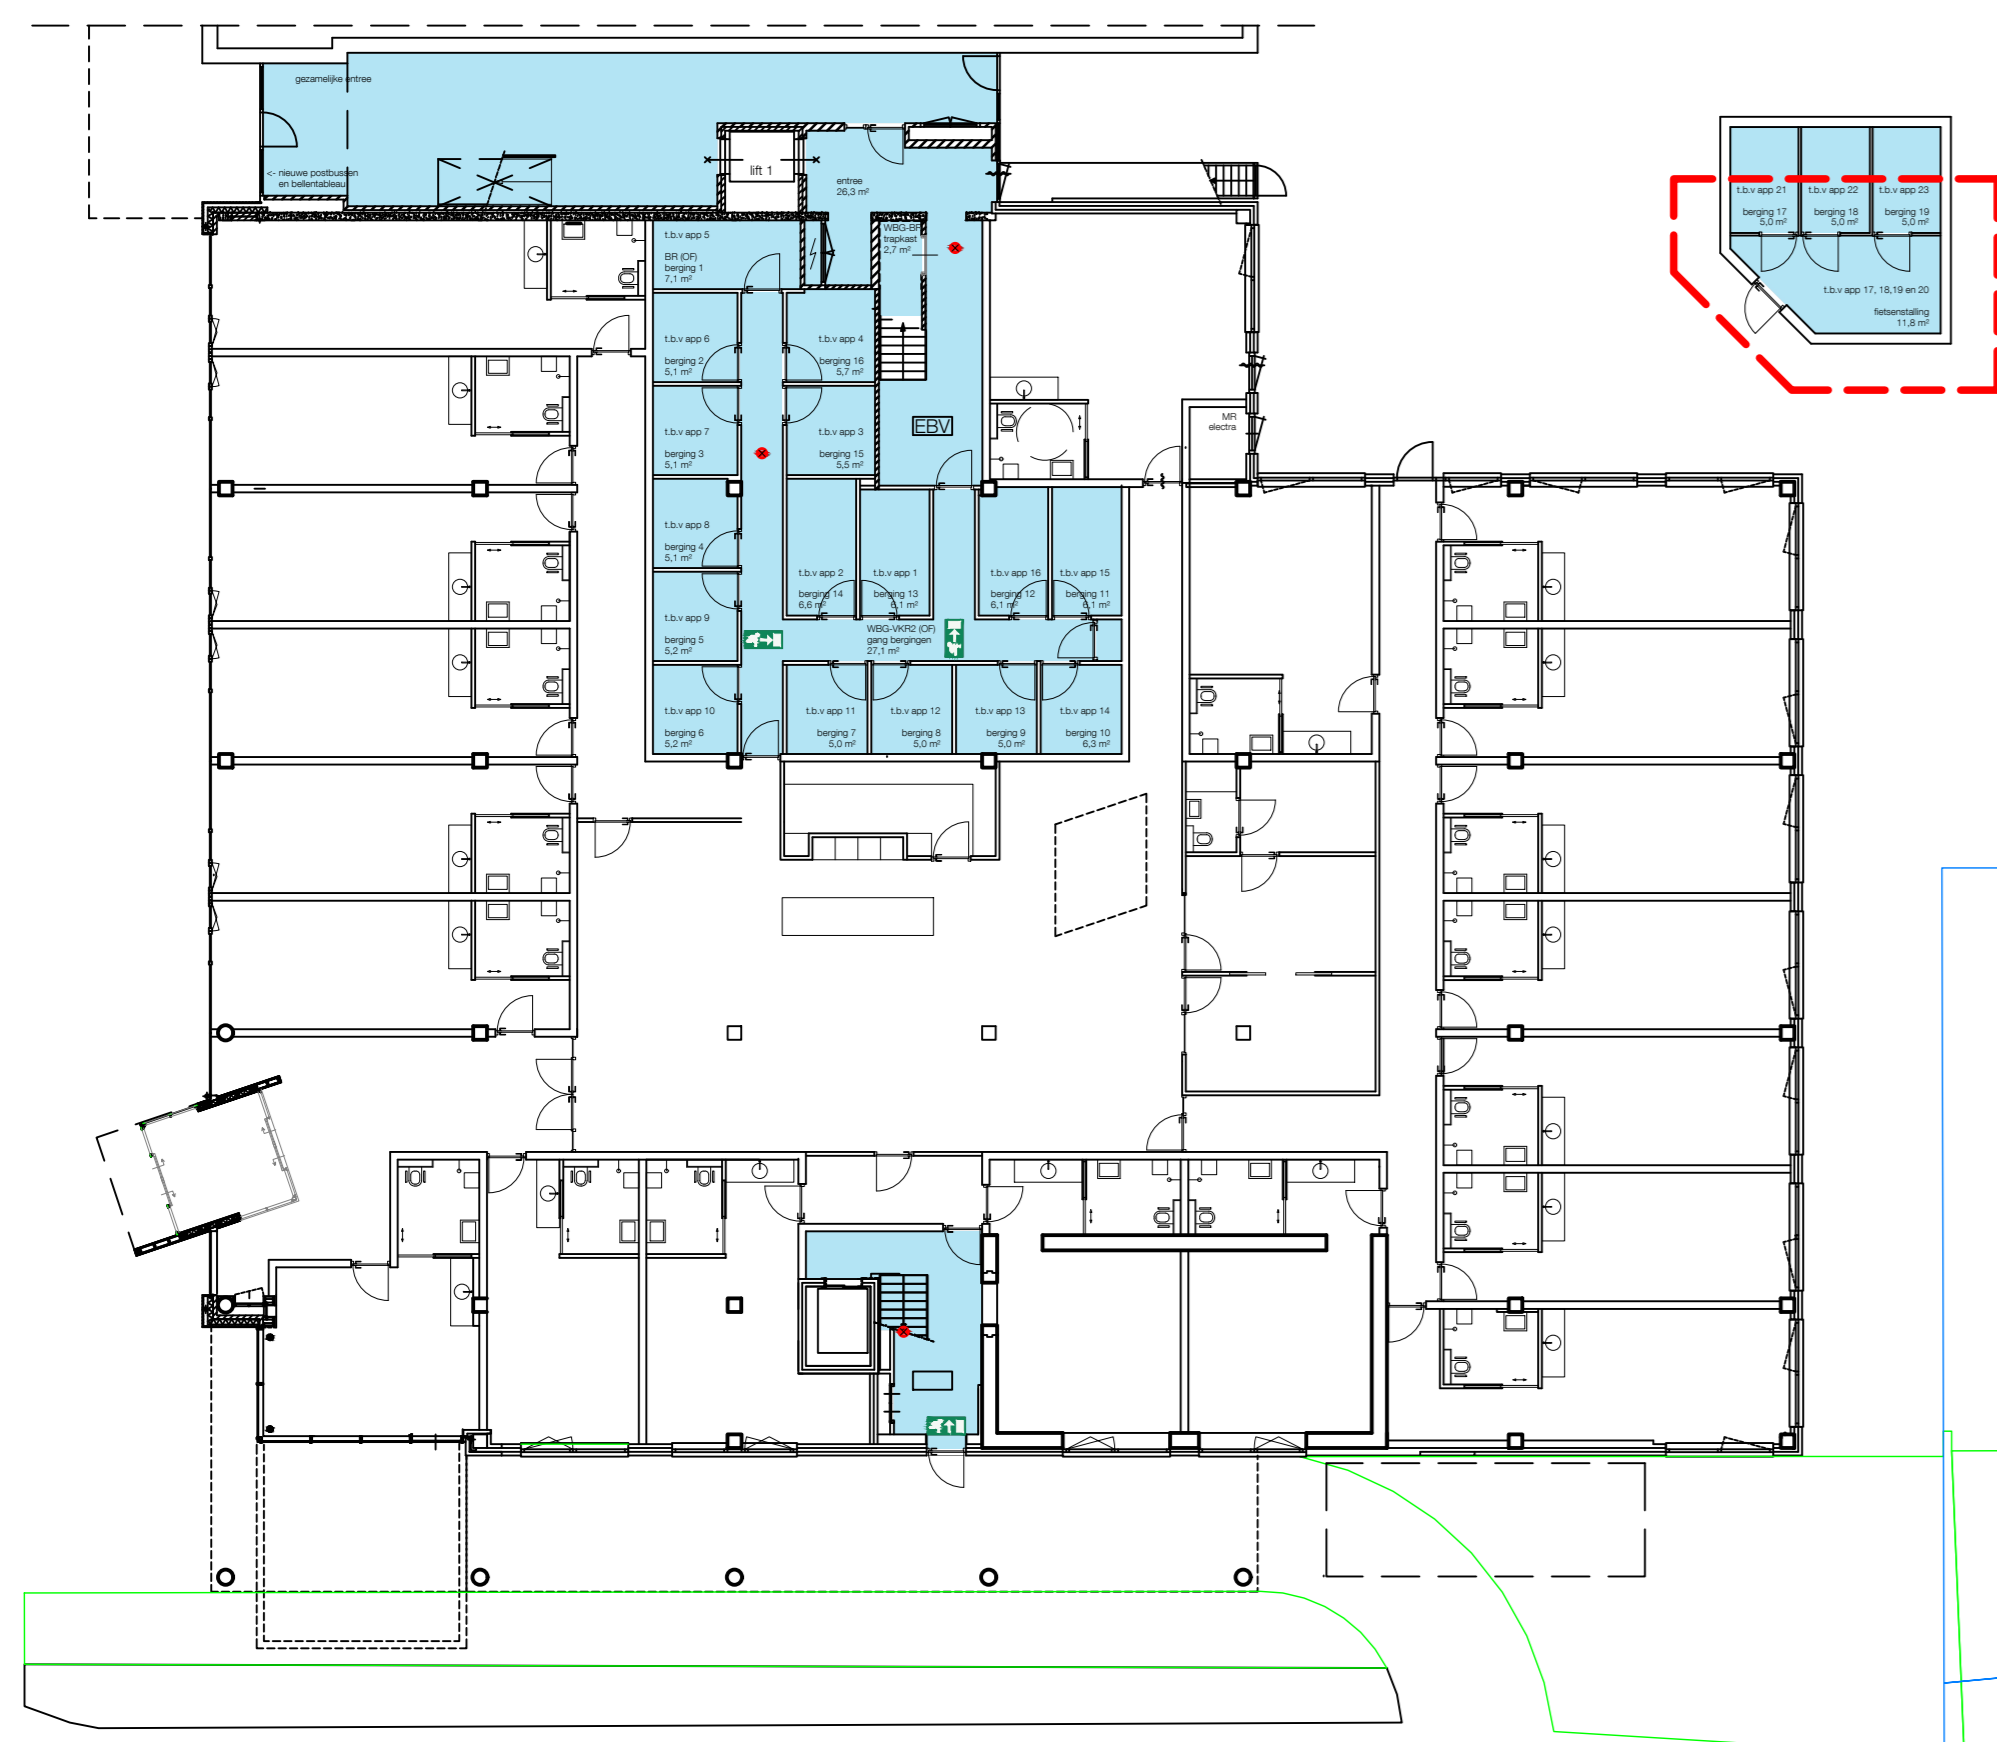 gezamelijke entree
<- nieuwe postbussen
en bellentableau
lift 1
entree
26,3 m²
WBG-BF
trapkast
2,7 m²
t.b.v app 5
BR (OF)
berging 1
7,1 m²
t.b.v app 6
berging 2
5,1 m²
t.b.v app 4
berging 16
5,7 m²
t.b.v app 7
berging 3
5,1 m²
t.b.v app 3
berging 15
5,5 m²
EBV
MR
electra
t.b.v app 8
berging 4
5,1 m²
t.b.v app 2
berging 14
6,6 m²
t.b.v app 1
berging 13
6,1 m²
t.b.v app 16
berging 12
6,1 m²
t.b.v app 15
berging 11
6,1 m²
t.b.v app 9
berging 5
5,2 m²
WBG-VKR2 (OF)
gang bergingen
27,1 m²
t.b.v app 10
berging 6
5,2 m²
t.b.v app 11
berging 7
5,0 m²
t.b.v app 12
berging 8
5,0 m²
t.b.v app 13
berging 9
5,0 m²
t.b.v app 14
berging 10
6,3 m²
t.b.v app 21
berging 17
5,0 m²
t.b.v app 22
berging 18
5,0 m²
t.b.v app 23
berging 19
5,0 m²
t.b.v app 17, 18,19 en 20
fietsenstalling
11,8 m²